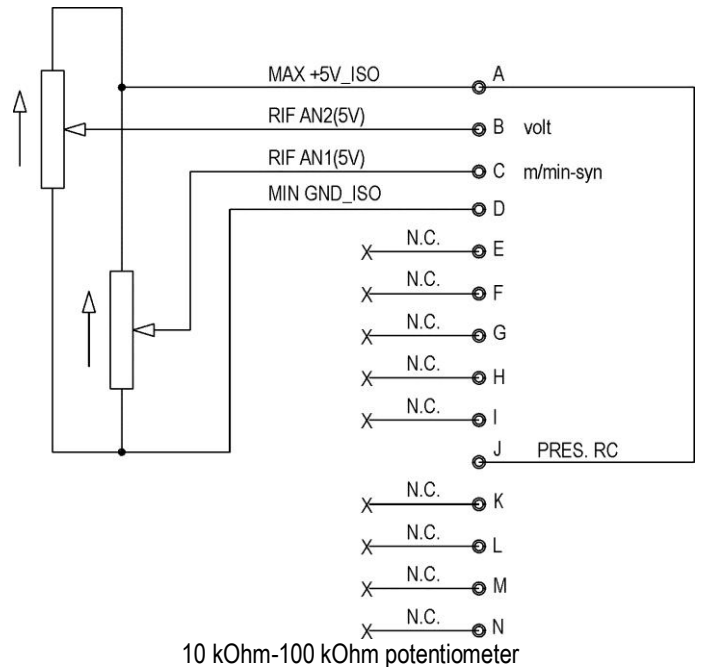 MAX +5V_ISO A
RIF AN2(5V) B volt
RIF AN1(5V) C m/min-syn
MIN GND_ISO D
X N.C. E
X N.C. F
X N.C. G
X N.C. H
X N.C. I
J PRES. RC
X N.C. K
X N.C. L
X N.C. M
X N.C. N
10 kOhm-100 kOhm potentiometer